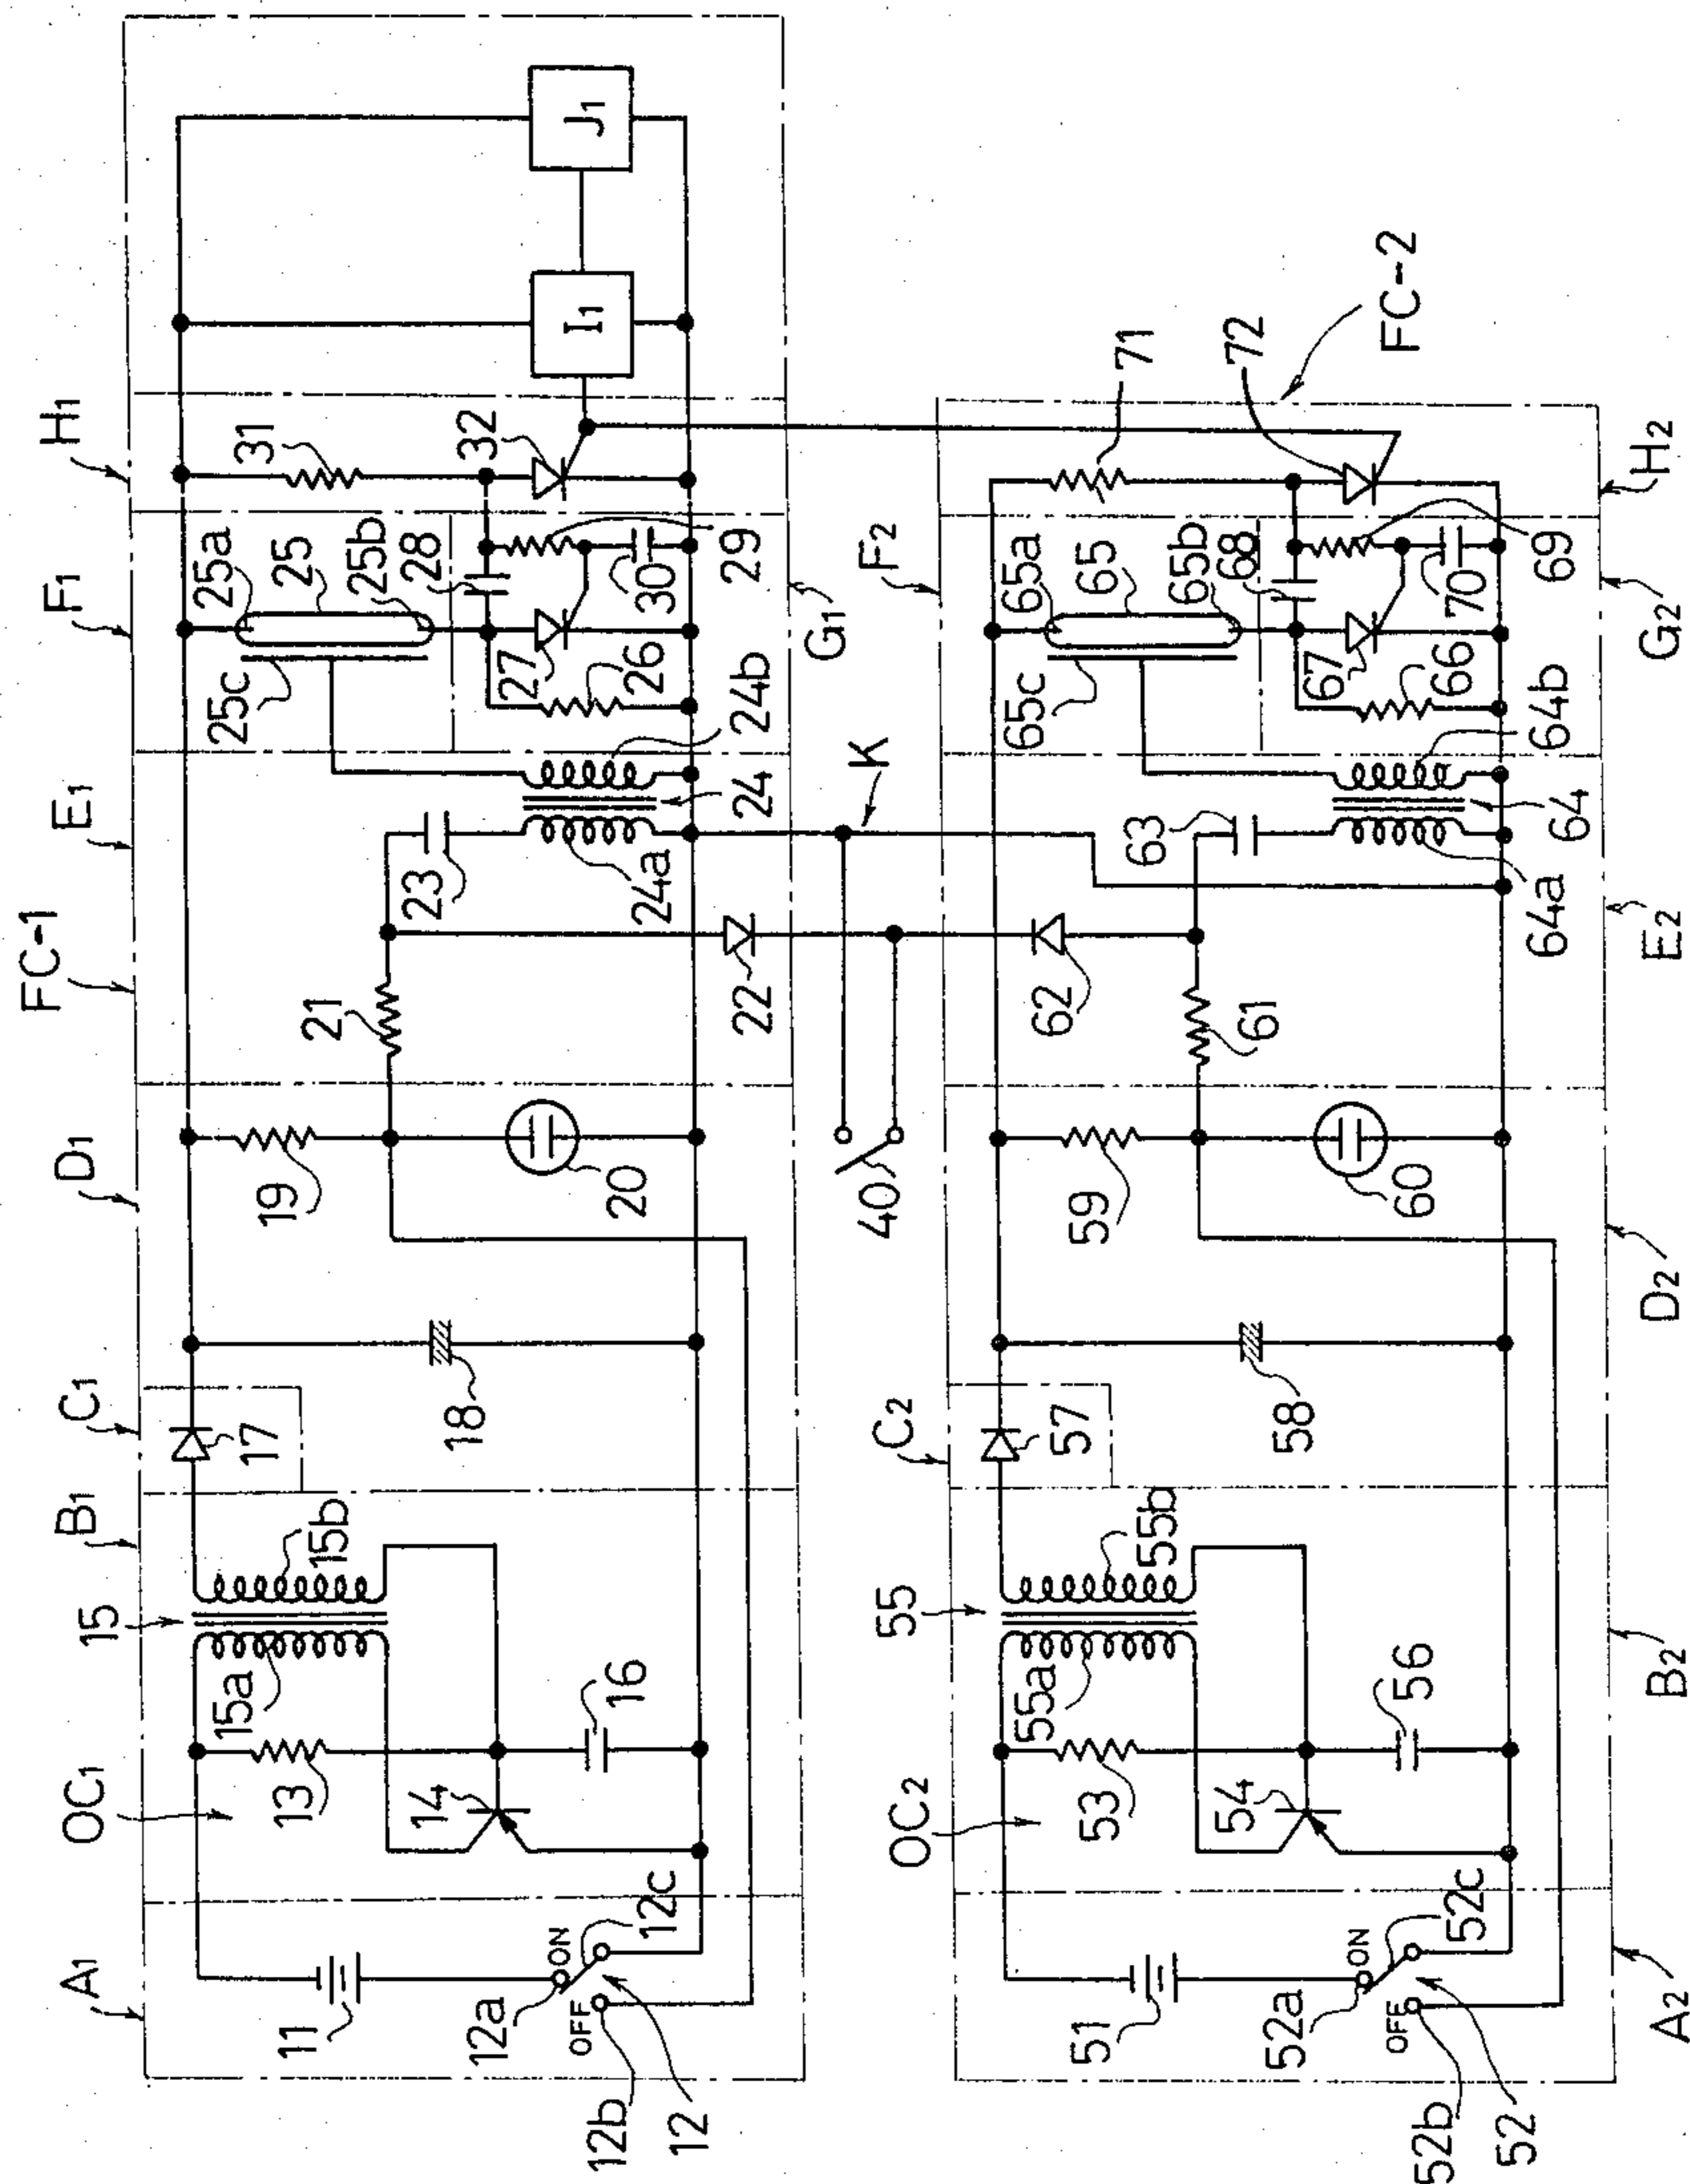 FC-1
A1
B1
C1
D1
E1
F1
H1
OC1
15
15a
15b
11
12a
ON
OFF
12b
12
12c
13
14
16
17
18
19
20
21
22
23
24a
24
24b
25c
25a
25
25b
28
27
26
30
29
31
32
G1
I1
J1
K
40
OC2
55
55a
55b
C2
F2
51
52a
ON
OFF
52b
52
52c
53
54
56
57
58
59
60
61
62
63
64a
64
64b
65c
65a
65
65b
68
67
66
70
69
71
72
FC-2
A2
B2
D2
E2
G2
H2